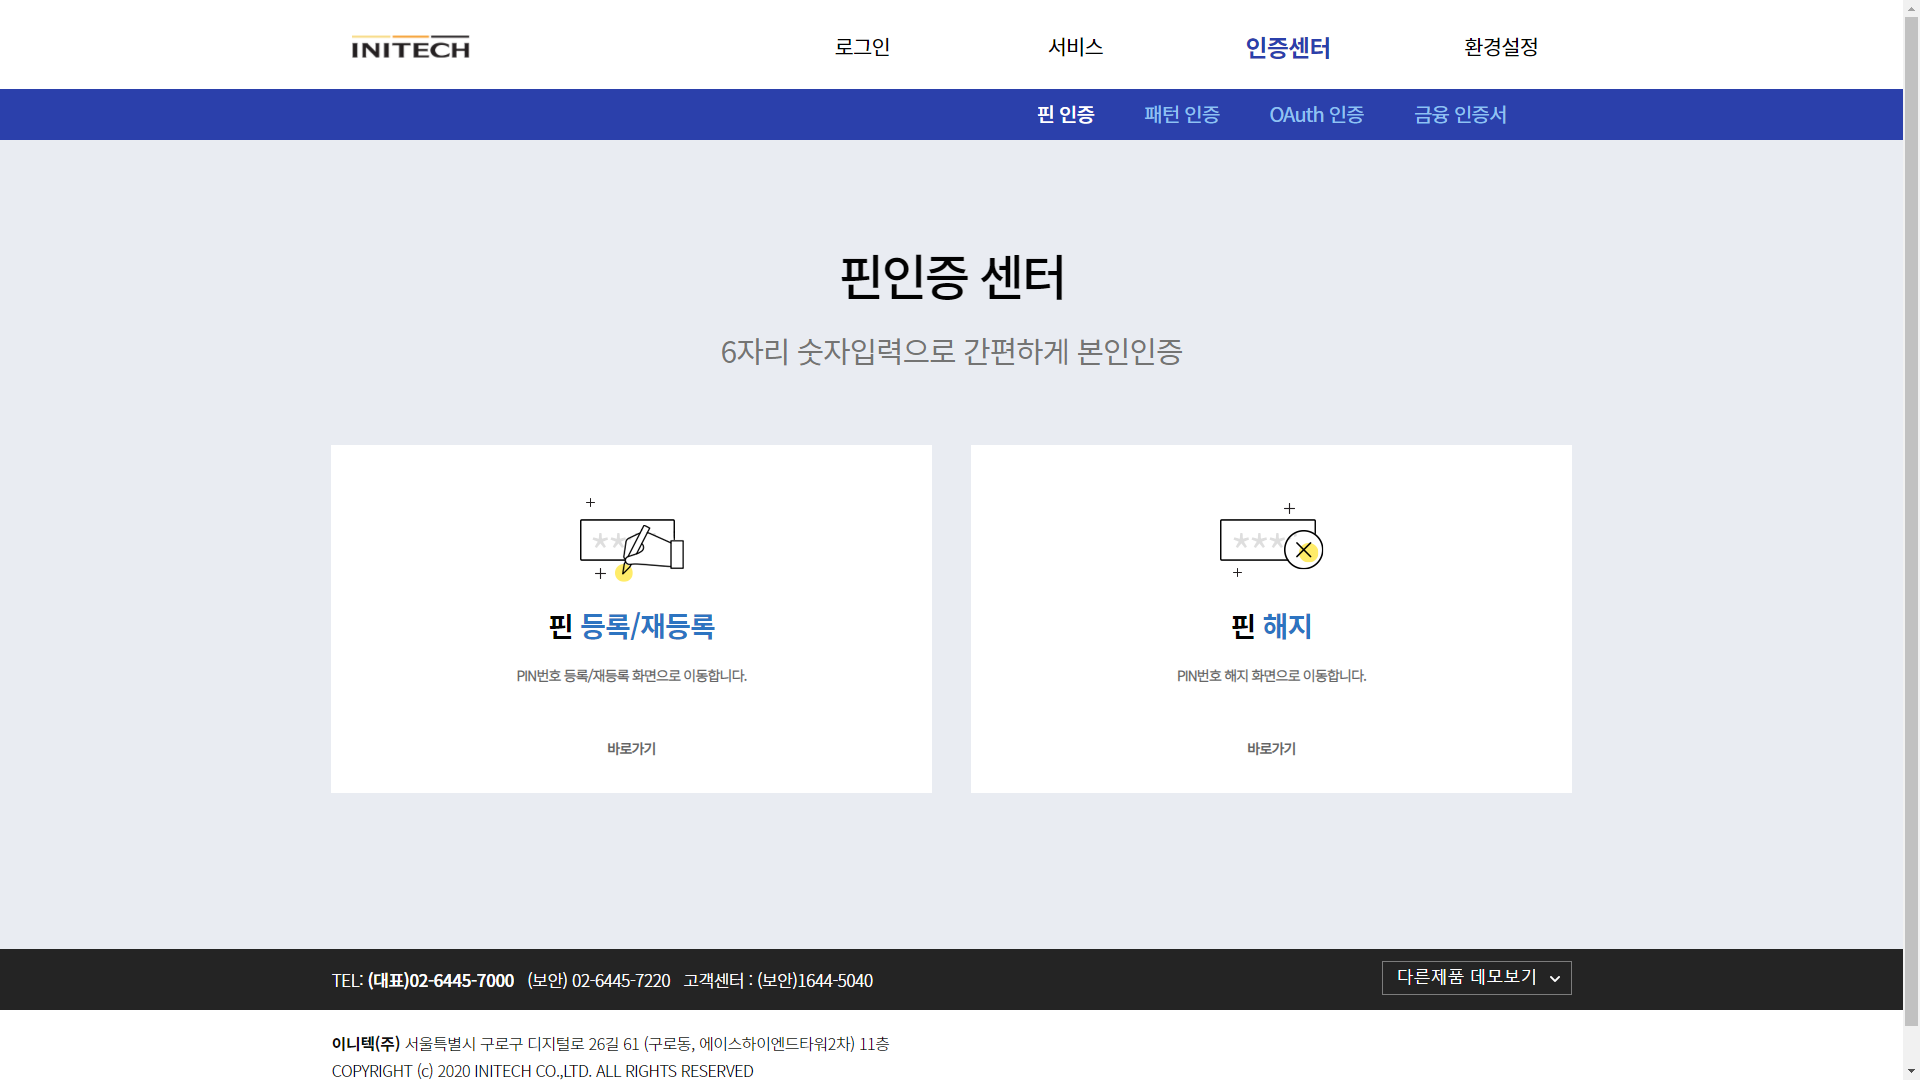 INITECH
로그인 서비스 인증센터 환경설정
핀 인증 패턴 인증 OAuth 인증 금융 인증서
핀인증 센터
6자리 숫자입력으로 간편하게 본인인증
핀 등록/재등록
PIN번호 등록/재등록 화면으로 이동합니다.
바로가기
핀 해지
PIN번호 해지 화면으로 이동합니다.
바로가기
TEL: (대표)02-6445-7000 (보안) 02-6445-7220 고객센터 : (보안)1644-5040
다른제품 데모보기
이니텍(주) 서울특별시 구로구 디지털로 26길 61 (구로동, 에이스하이엔드타워2차) 11층
COPYRIGHT (c) 2020 INITECH CO.,LTD. ALL RIGHTS RESERVED